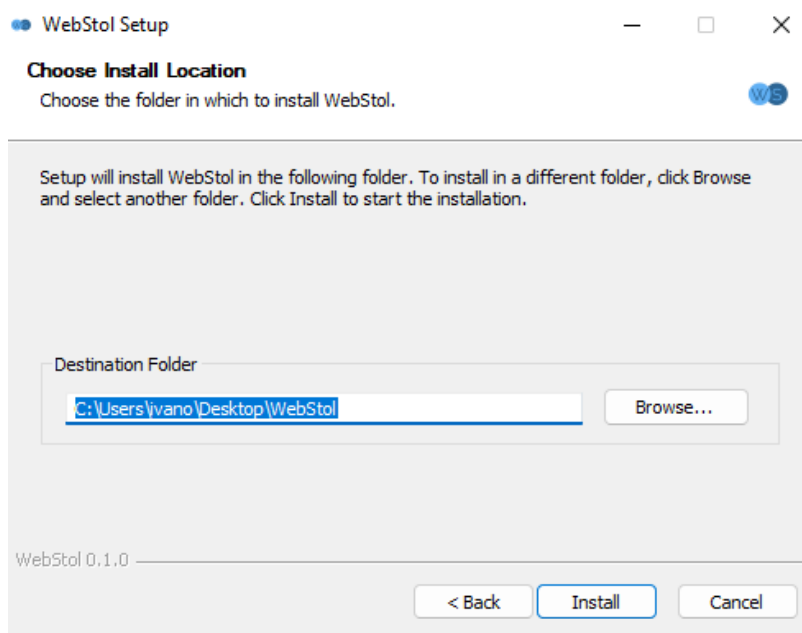 WebStol Setup
Choose Install Location
Choose the folder in which to install WebStol.
WS
Setup will install WebStol in the following folder. To install in a different folder, click Browse
and select another folder. Click Install to start the installation.
Destination Folder
C:\Users\ivano\Desktop\WebStol
Browse...
WebStol 0.1.0
< Back
Install
Cancel